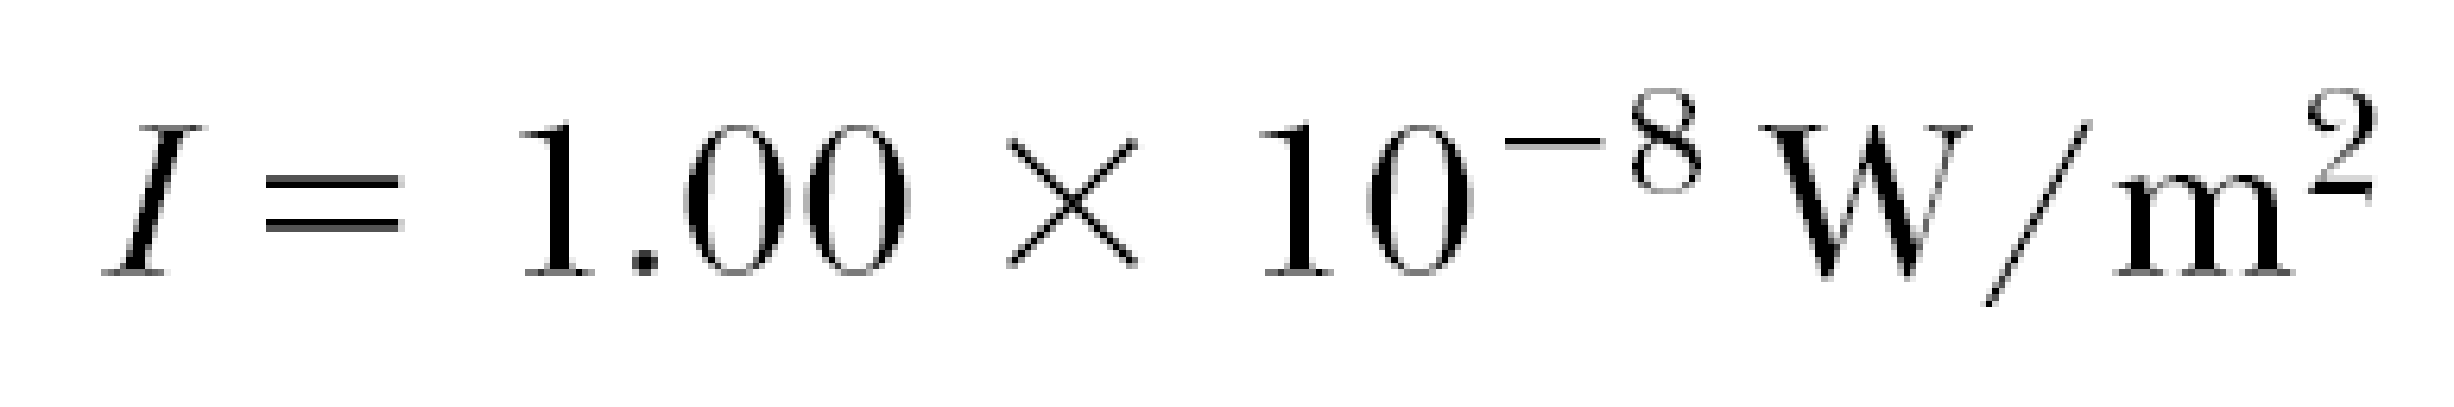 I = 1.00 × 10⁻⁸ W/m²